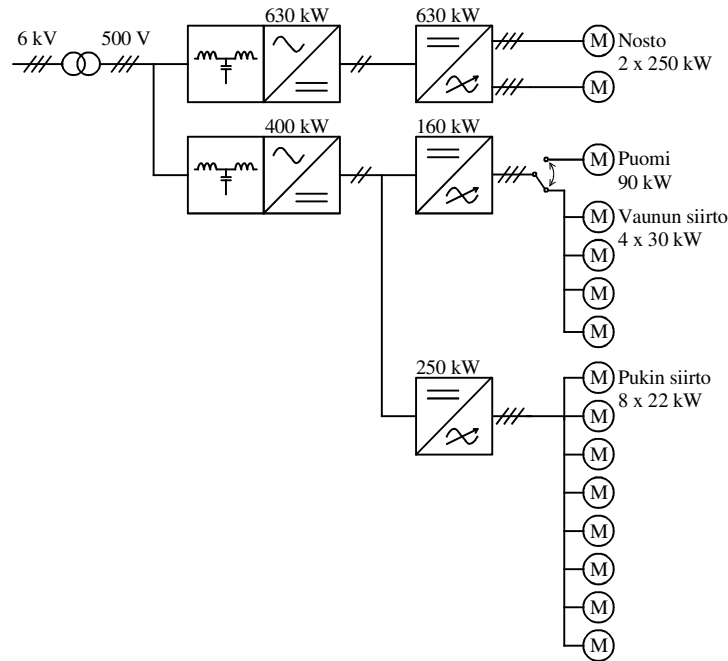 630 kW
630 kW
6 kV
500 V
M
Nosto
2 x 250 kW
M
400 kW
160 kW
M
Puomi
90 kW
M
Vaunun siirto
4 x 30 kW
M
M
M
250 kW
M
Pukin siirto
8 x 22 kW
M
M
M
M
M
M
M